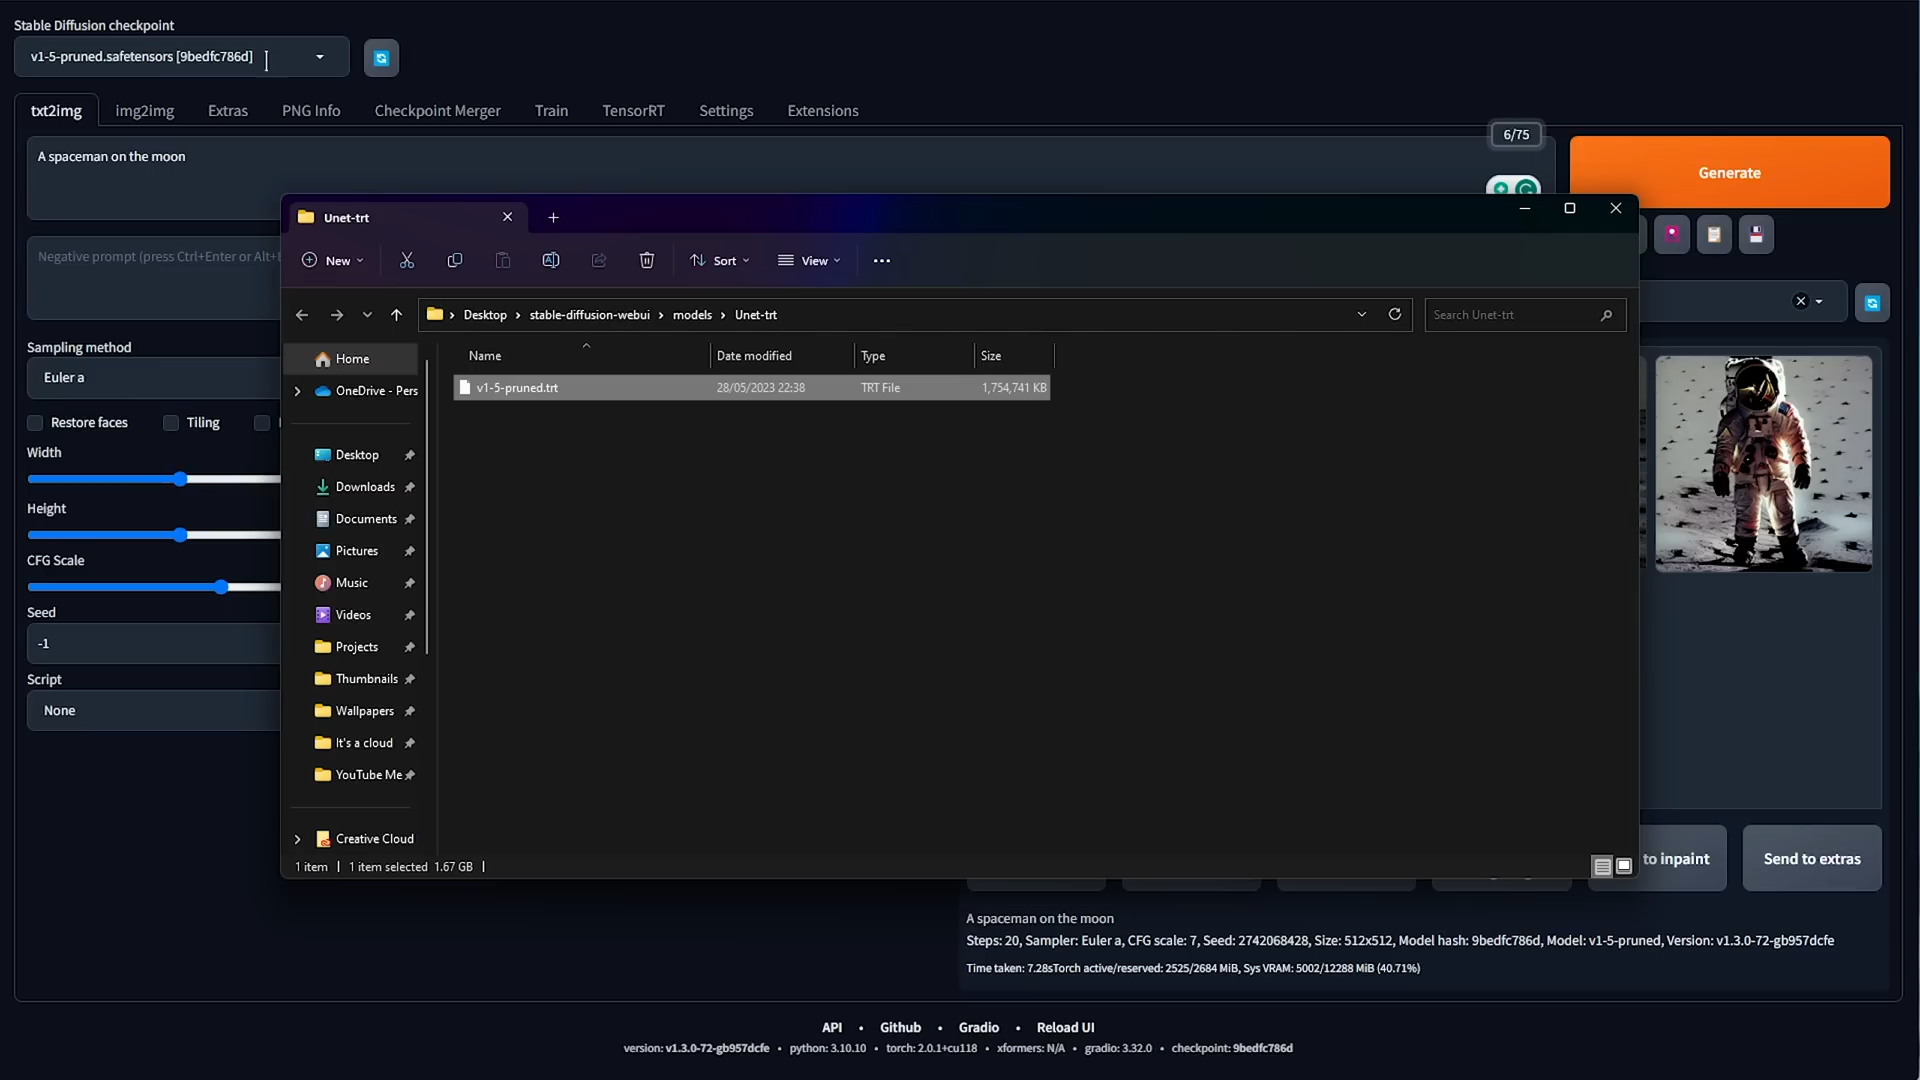 Stable Diffusion checkpoint
v1-5-pruned.safetensors [9bedfc786d]
txt2img
img2img
Extras
PNG Info
Checkpoint Merger
Train
TensorRT
Settings
Extensions
A spaceman on the moon
6/75
Generate
Negative prompt (press Ctrl+Enter or Alt+
Sampling method
Euler a
Restore faces
Tiling
Width
Height
CFG Scale
Seed
-1
Script
None
Unet-trt
New
Sort
View
Desktop
stable-diffusion-webui
models
Unet-trt
Search Unet-trt
Home
OneDrive - Pers
Desktop
Downloads
Documents
Pictures
Music
Videos
Projects
Thumbnails
Wallpapers
It's a cloud
YouTube Me
Creative Cloud
Name
Date modified
Type
Size
v1-5-pruned.trt
28/05/2023 22:38
TRT File
1,754,741 KB
1 item
1 item selected 1.67 GB
to inpaint
Send to extras
A spaceman on the moon
Steps: 20, Sampler: Euler a, CFG scale: 7, Seed: 2742068428, Size: 512x512, Model hash: 9bedfc786d, Model: v1-5-pruned, Version: v1.3.0-72-gb957dcfe
Time taken: 7.28sTorch active/reserved: 2525/2684 MiB, Sys VRAM: 5002/12288 MiB (40.71%)
API • Github • Gradio • Reload UI
version: v1.3.0-72-gb957dcfe • python: 3.10.10 • torch: 2.0.1+cu118 • xformers: N/A • gradio: 3.32.0 • checkpoint: 9bedfc786d